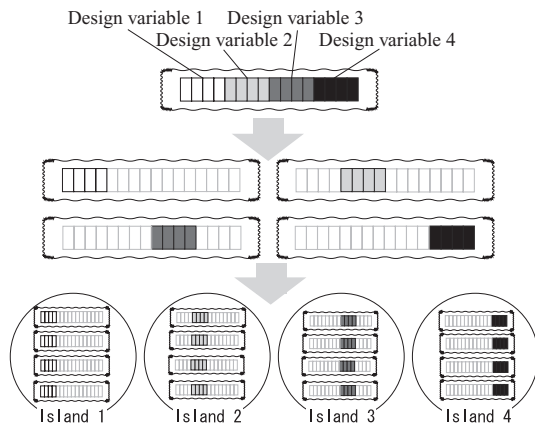 Design variable 1
Design variable 3
Design variable 2
Design variable 4
Island 1
Island 2
Island 3
Island 4